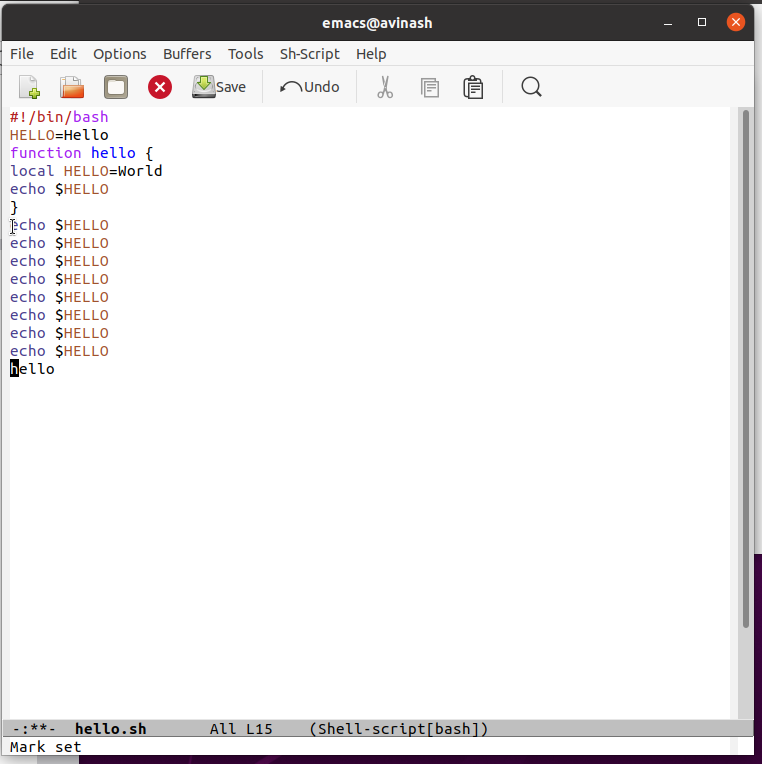 emacs@avinash
File Edit Options Buffers Tools Sh-Script Help
Save Undo
#!/bin/bash
HELLO=Hello
function hello {
local HELLO=World
echo $HELLO
}
echo $HELLO
echo $HELLO
echo $HELLO
echo $HELLO
echo $HELLO
echo $HELLO
echo $HELLO
echo $HELLO
hello
-:**- hello.sh All L15 (Shell-script[bash])
Mark set